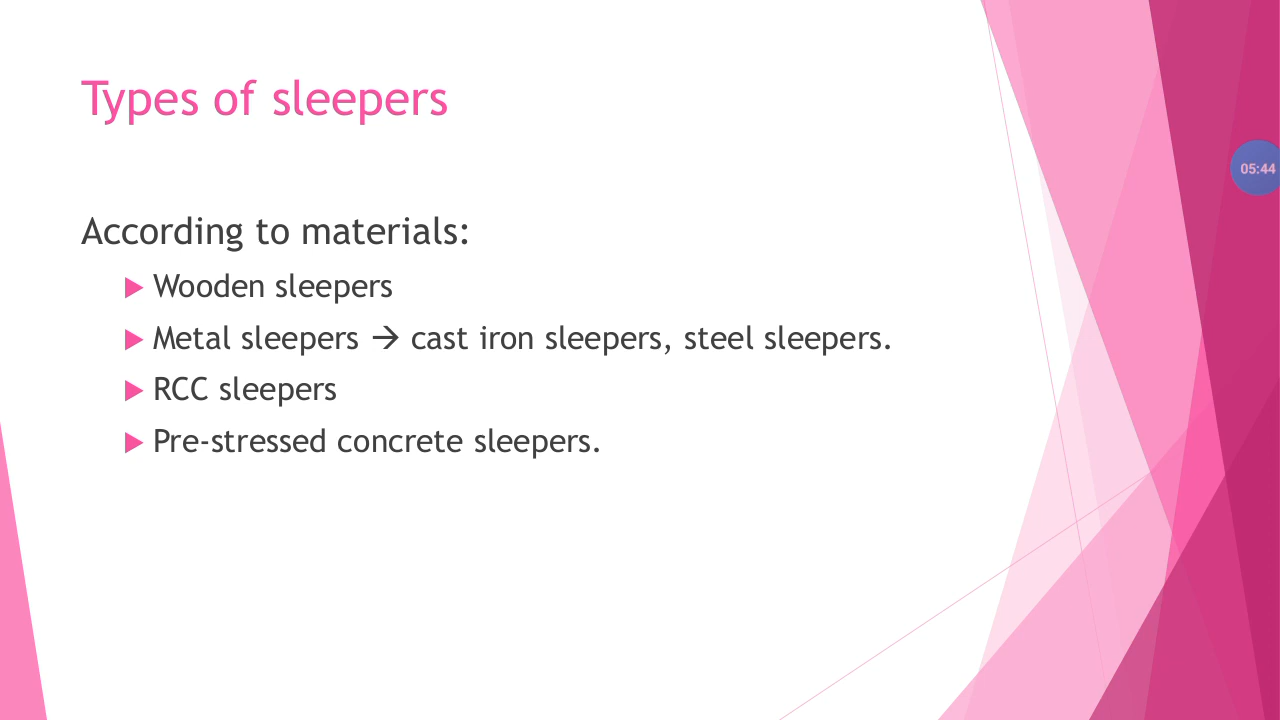 Types of sleepers
According to materials:
Wooden sleepers
Metal sleepers → cast iron sleepers, steel sleepers.
RCC sleepers
Pre-stressed concrete sleepers.
05:44